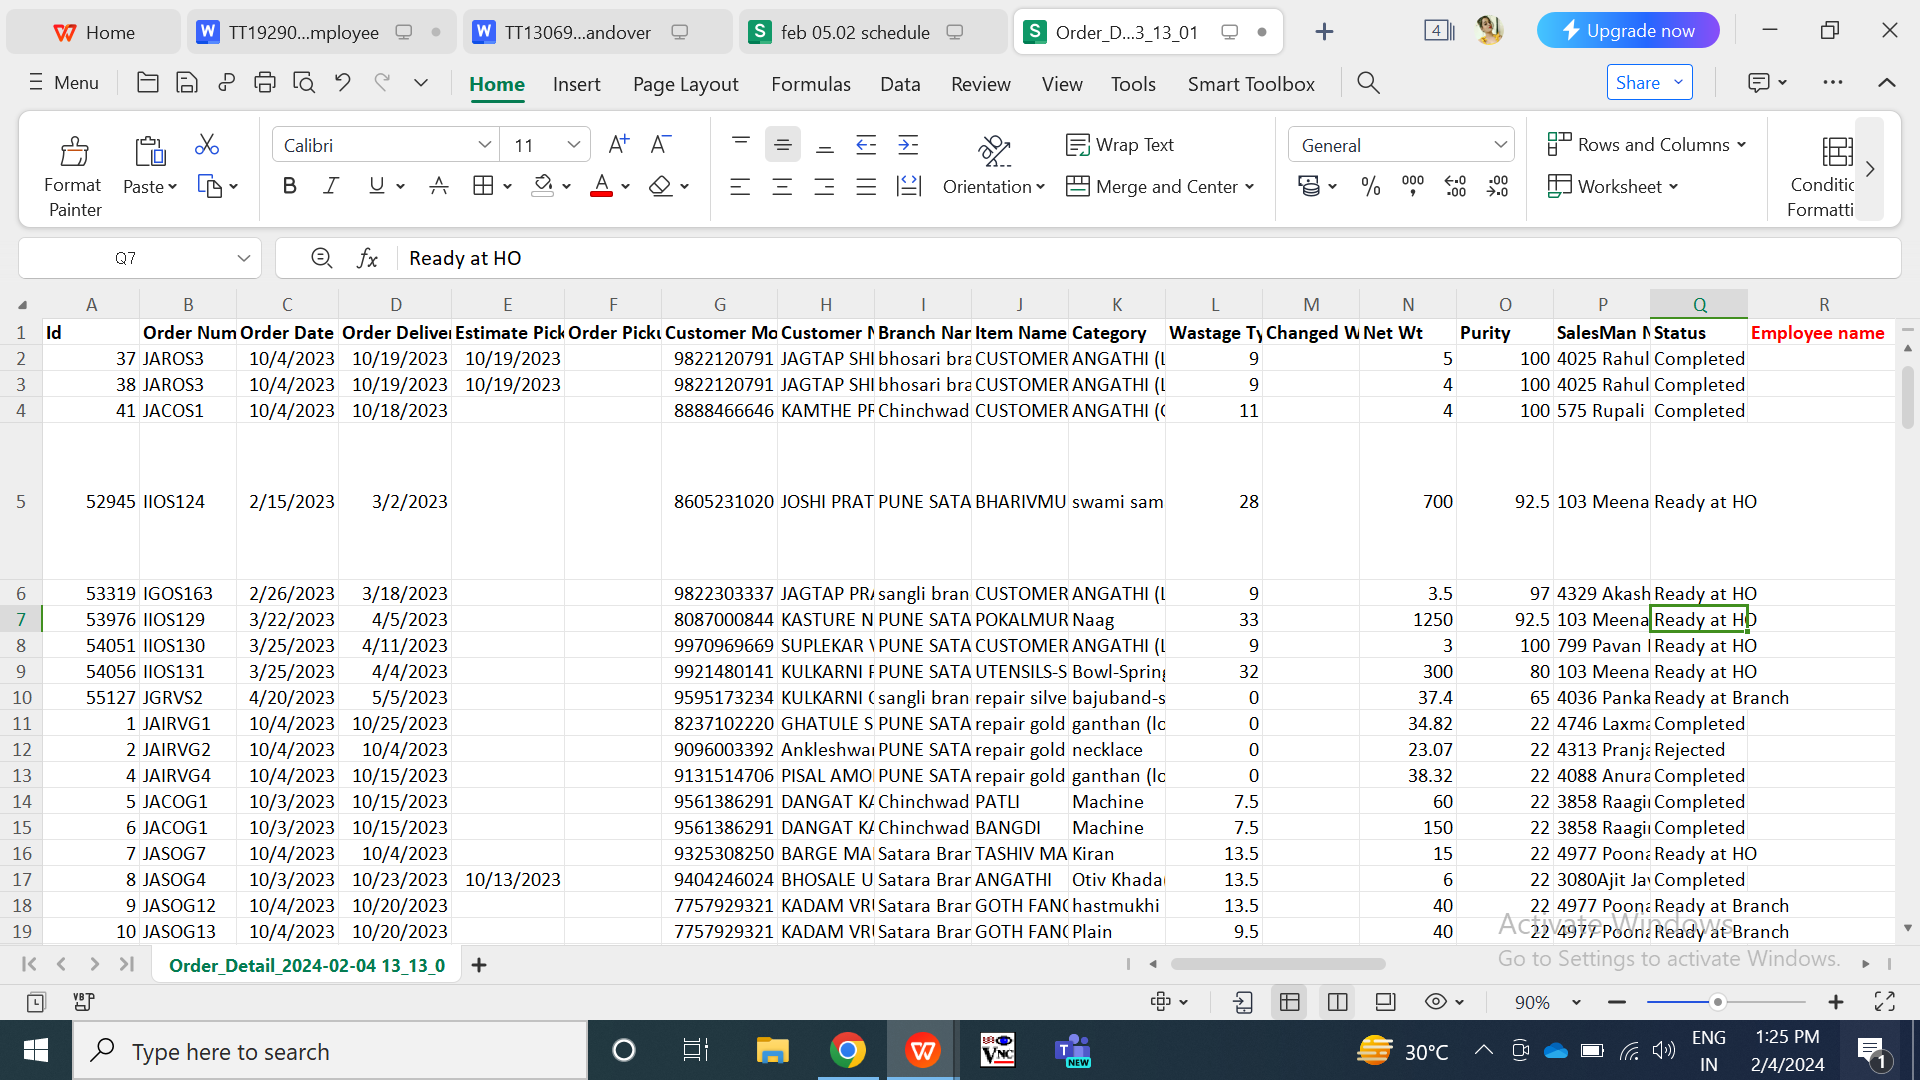 Home TT19290...mployee TT13069...andover feb 05.02 schedule Order_D...3_13_01 4 Upgrade now
Menu Home Insert Page Layout Formulas Data Review View Tools Smart Toolbox Share
Format Painter Paste Calibri 11 A+ A- Orientation Wrap Text Merge and Center General Rows and Columns Worksheet Conditic Formatti
B I U A A % 000
Q7 fx Ready at HO
A B C D E F G H I J K L M N O P Q R
1 Id Order Num Order Date Order Deliver Estimate Pick Order Picku Customer Mo Customer N Branch Nar Item Name Category Wastage Ty Changed W Net Wt Purity SalesMan N Status Employee name
2 37 JAROS3 10/4/2023 10/19/2023 10/19/2023 9822120791 JAGTAP SHI bhosari bra CUSTOMER ANGATHI (L 9 5 100 4025 Rahul Completed
3 38 JAROS3 10/4/2023 10/19/2023 10/19/2023 9822120791 JAGTAP SHI bhosari bra CUSTOMER ANGATHI (L 9 4 100 4025 Rahul Completed
4 41 JACOS1 10/4/2023 10/18/2023 8888466646 KAMTHE PR Chinchwad CUSTOMER ANGATHI (G 11 4 100 575 Rupali Completed
5 52945 IIOS124 2/15/2023 3/2/2023 8605231020 JOSHI PRAT PUNE SATA BHARIVMU swami sam 28 700 92.5 103 Meena Ready at HO
6 53319 IGOS163 2/26/2023 3/18/2023 9822303337 JAGTAP PRA sangli bran CUSTOMER ANGATHI (L 9 3.5 97 4329 Akash Ready at HO
7 53976 IIOS129 3/22/2023 4/5/2023 8087000844 KASTURE N PUNE SATA POKALMUR Naag 33 1250 92.5 103 Meena Ready at HO
8 54051 IIOS130 3/25/2023 4/11/2023 9970969669 SUPLEKAR V PUNE SATA CUSTOMER ANGATHI (L 9 3 100 799 Pavan Ready at HO
9 54056 IIOS131 3/25/2023 4/4/2023 9921480141 KULKARNI PUNE SATA UTENSILS-S Bowl-Spring 32 300 80 103 Meena Ready at HO
10 55127 JGRVS2 4/20/2023 5/5/2023 9595173234 KULKARNI sangli bran repair silve bajuband-s 0 37.4 65 4036 Panka Ready at Branch
11 1 JAIRVG1 10/4/2023 10/25/2023 8237102220 GHATULE S PUNE SATA repair gold ganthan (lo 0 34.82 22 4746 Laxma Completed
12 2 JAIRVG2 10/4/2023 10/4/2023 9096003392 Ankleshwar PUNE SATA repair gold necklace 0 23.07 22 4313 Pranja Rejected
13 4 JAIRVG4 10/4/2023 10/15/2023 9131514706 PISAL AMO PUNE SATA repair gold ganthan (lo 0 38.32 22 4088 Anura Completed
14 5 JACOG1 10/3/2023 10/15/2023 9561386291 DANGAT KA Chinchwad PATLI Machine 7.5 60 22 3858 Raagi Completed
15 6 JACOG1 10/3/2023 10/15/2023 9561386291 DANGAT KA Chinchwad BANGDI Machine 7.5 150 22 3858 Raagi Completed
16 7 JASOG7 10/4/2023 10/4/2023 9325308250 BARGE MA Satara Bran TASHIV MA Kiran 13.5 15 22 4977 Poona Ready at HO
17 8 JASOG4 10/3/2023 10/23/2023 10/13/2023 9404246024 BHOSALE U Satara Bran ANGATHI Otiv Khada 13.5 6 22 3080Ajit Jav Completed
18 9 JASOG12 10/4/2023 10/20/2023 7757929321 KADAM VRU Satara Bran GOTH FANG hastmukhi 13.5 40 22 4977 Poona Ready at Branch
19 10 JASOG13 10/4/2023 10/20/2023 7757929321 KADAM VRU Satara Bran GOTH FANG Plain 9.5 40 22 4977 Poona Ready at Branch
Activate Windows
Go to Settings to activate Windows.
Order_Detail_2024-02-04 13_13_0
90%
Type here to search VNC NEW 30°C ENG IN 1:25 PM 2/4/2024 1